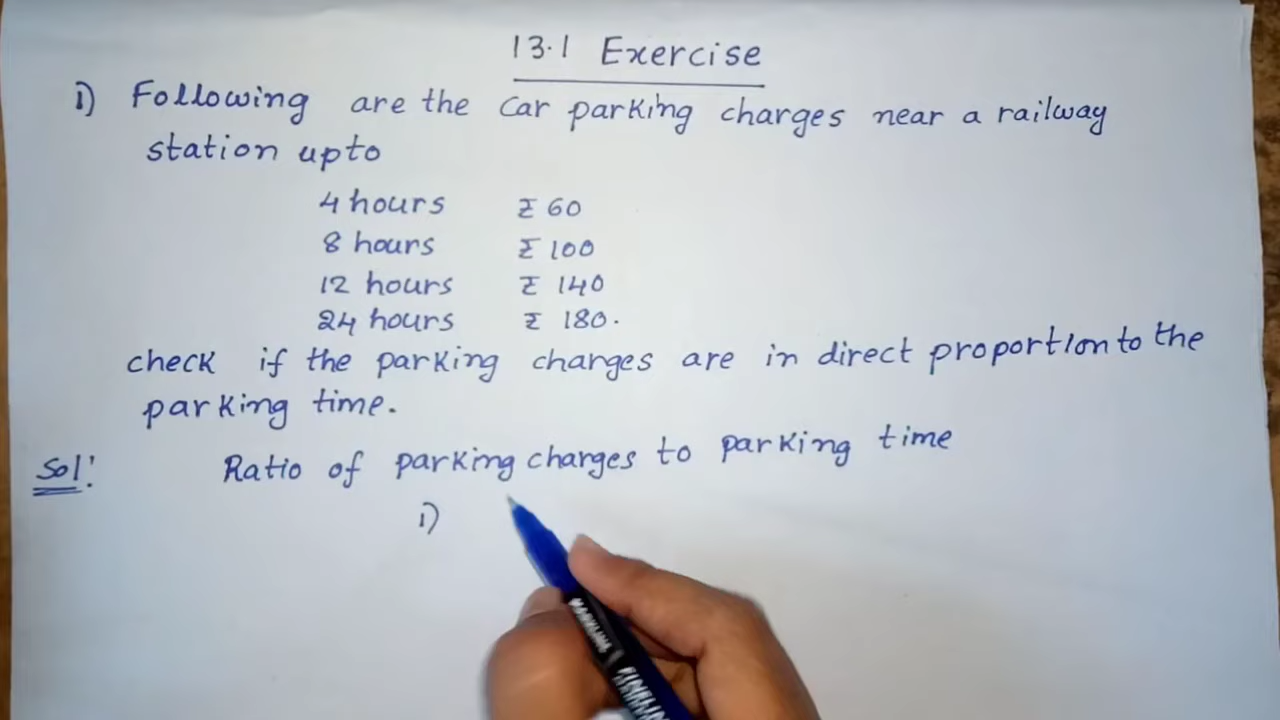 13.1 Exercise
1) Following are the car parking charges near a railway
station upto
4 hours ₹ 60
8 hours ₹ 100
12 hours ₹ 140
24 hours ₹ 180.
check if the parking charges are in direct proportion to the
parking time.
Sol: Ratio of parking charges to parking time
1)